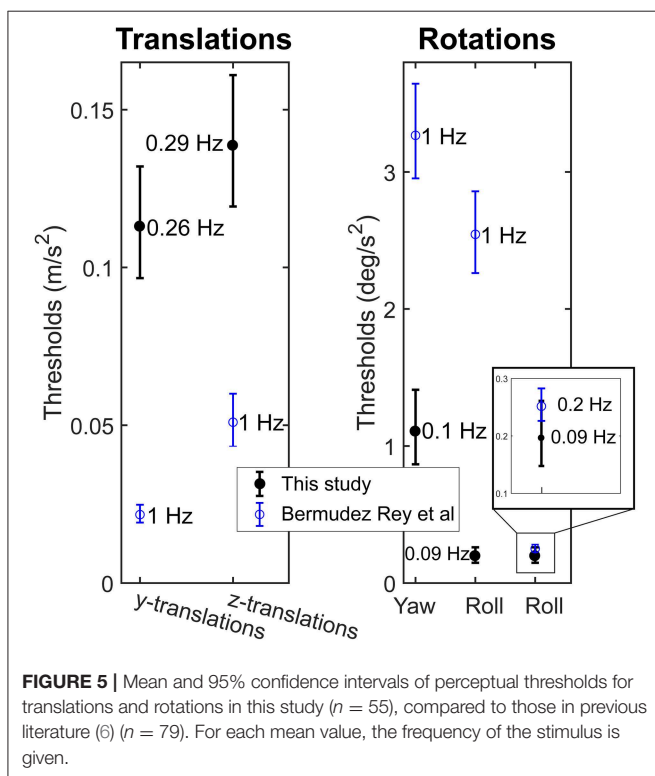 Translations
Rotations
Thresholds (m/s²)
0.15
0.1
0.05
0
0.29 Hz
0.26 Hz
1 Hz
1 Hz
y-translations
z-translations
Thresholds (deg/s²)
3
2
1
0
1 Hz
1 Hz
0.1 Hz
0.09 Hz
0.3
0.2
0.1
0.2 Hz
0.09 Hz
Yaw
Roll
Roll
This study
Bermudez Rey et al
FIGURE 5 | Mean and 95% confidence intervals of perceptual thresholds for
translations and rotations in this study (n = 55), compared to those in previous
literature (6) (n = 79). For each mean value, the frequency of the stimulus is
given.